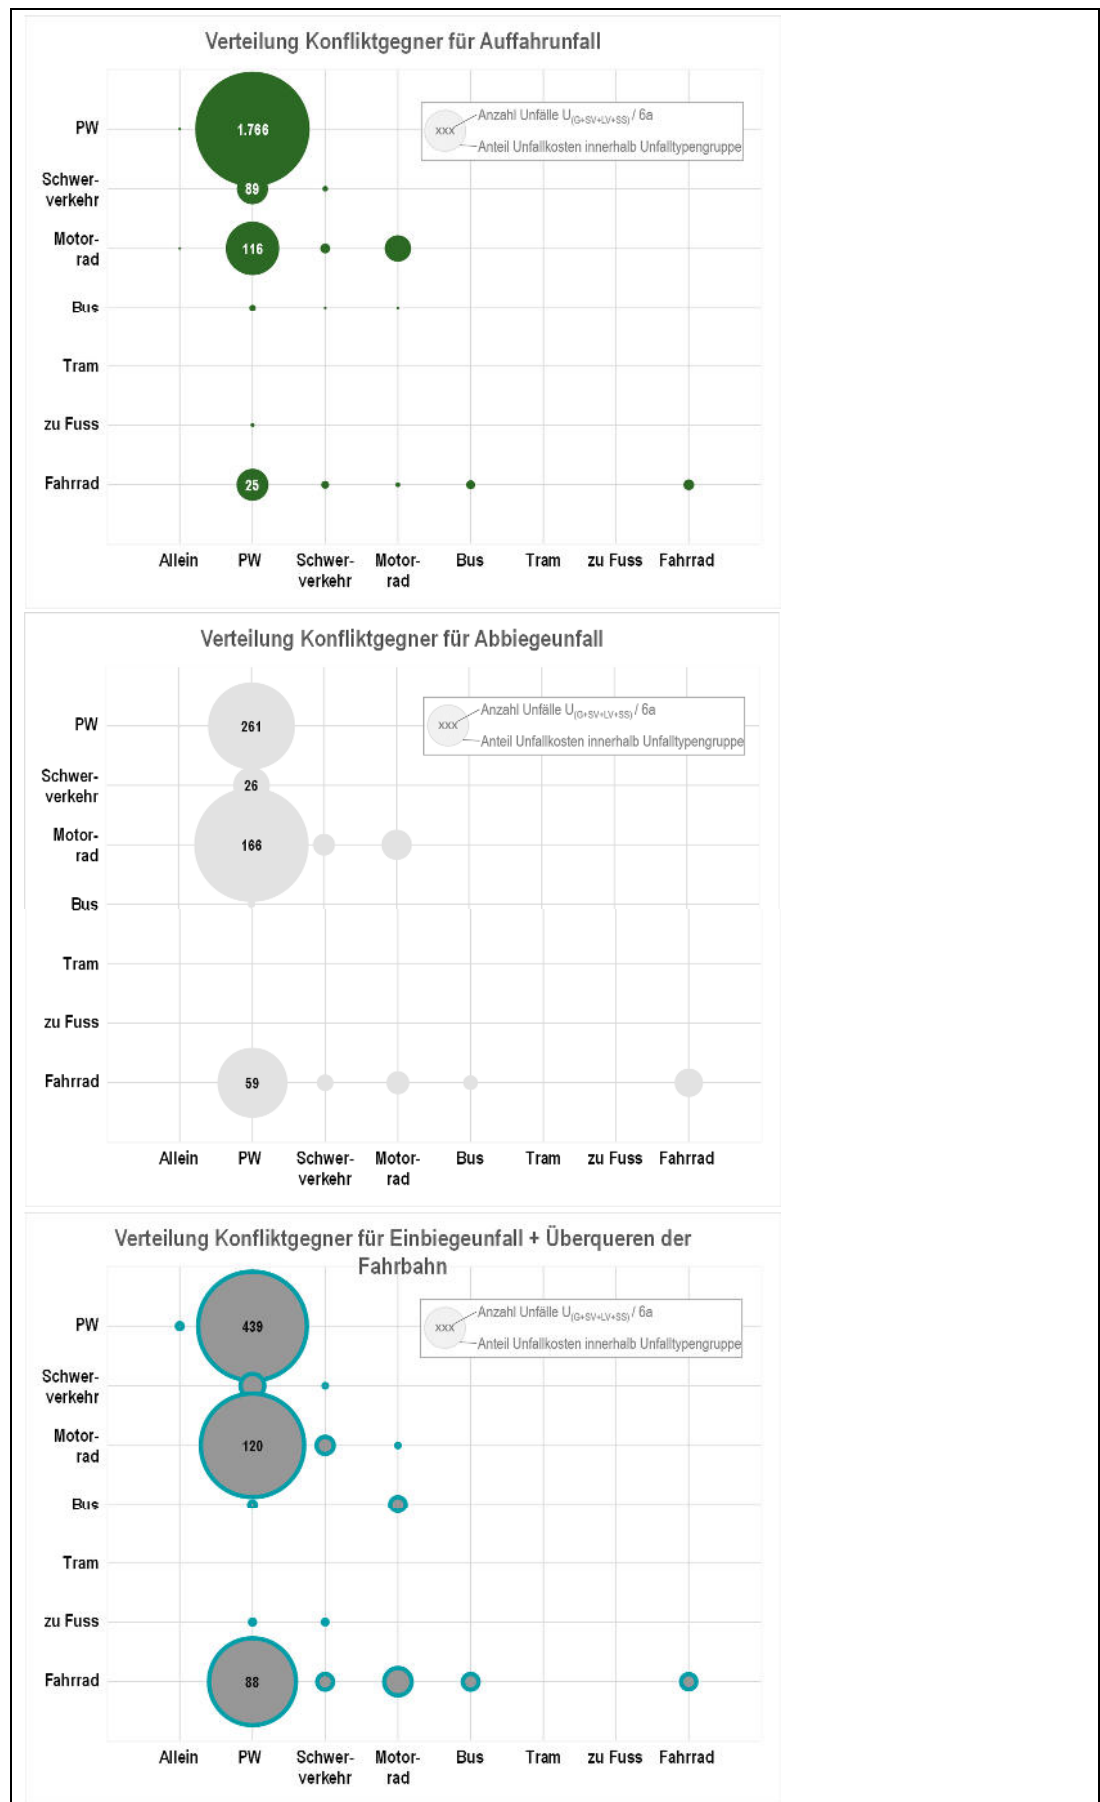 Verteilung Konfliktgegner für Auffahrunfall
Anzahl Unfälle U(G+SV+LV+SS) / 6a
xxx
Anteil Unfallkosten innerhalb Unfalltypengruppe
PW
1.766
Schwer-
verkehr
89
Motor-
rad
116
Bus
Tram
zu Fuss
Fahrrad
25
Allein PW Schwer- Motor- Bus Tram zu Fuss Fahrrad
verkehr rad
Verteilung Konfliktgegner für Abbiegeunfall
Anzahl Unfälle U(G+SV+LV+SS) / 6a
xxx
Anteil Unfallkosten innerhalb Unfalltypengruppe
PW
261
Schwer-
verkehr
26
Motor-
rad
166
Bus
Tram
zu Fuss
Fahrrad
59
Allein PW Schwer- Motor- Bus Tram zu Fuss Fahrrad
verkehr rad
Verteilung Konfliktgegner für Einbiegeunfall + Überqueren der
Fahrbahn
Anzahl Unfälle U(G+SV+LV+SS) / 6a
xxx
Anteil Unfallkosten innerhalb Unfalltypengruppe
PW
439
Schwer-
verkehr
Motor-
rad
120
Bus
Tram
zu Fuss
Fahrrad
88
Allein PW Schwer- Motor- Bus Tram zu Fuss Fahrrad
verkehr rad